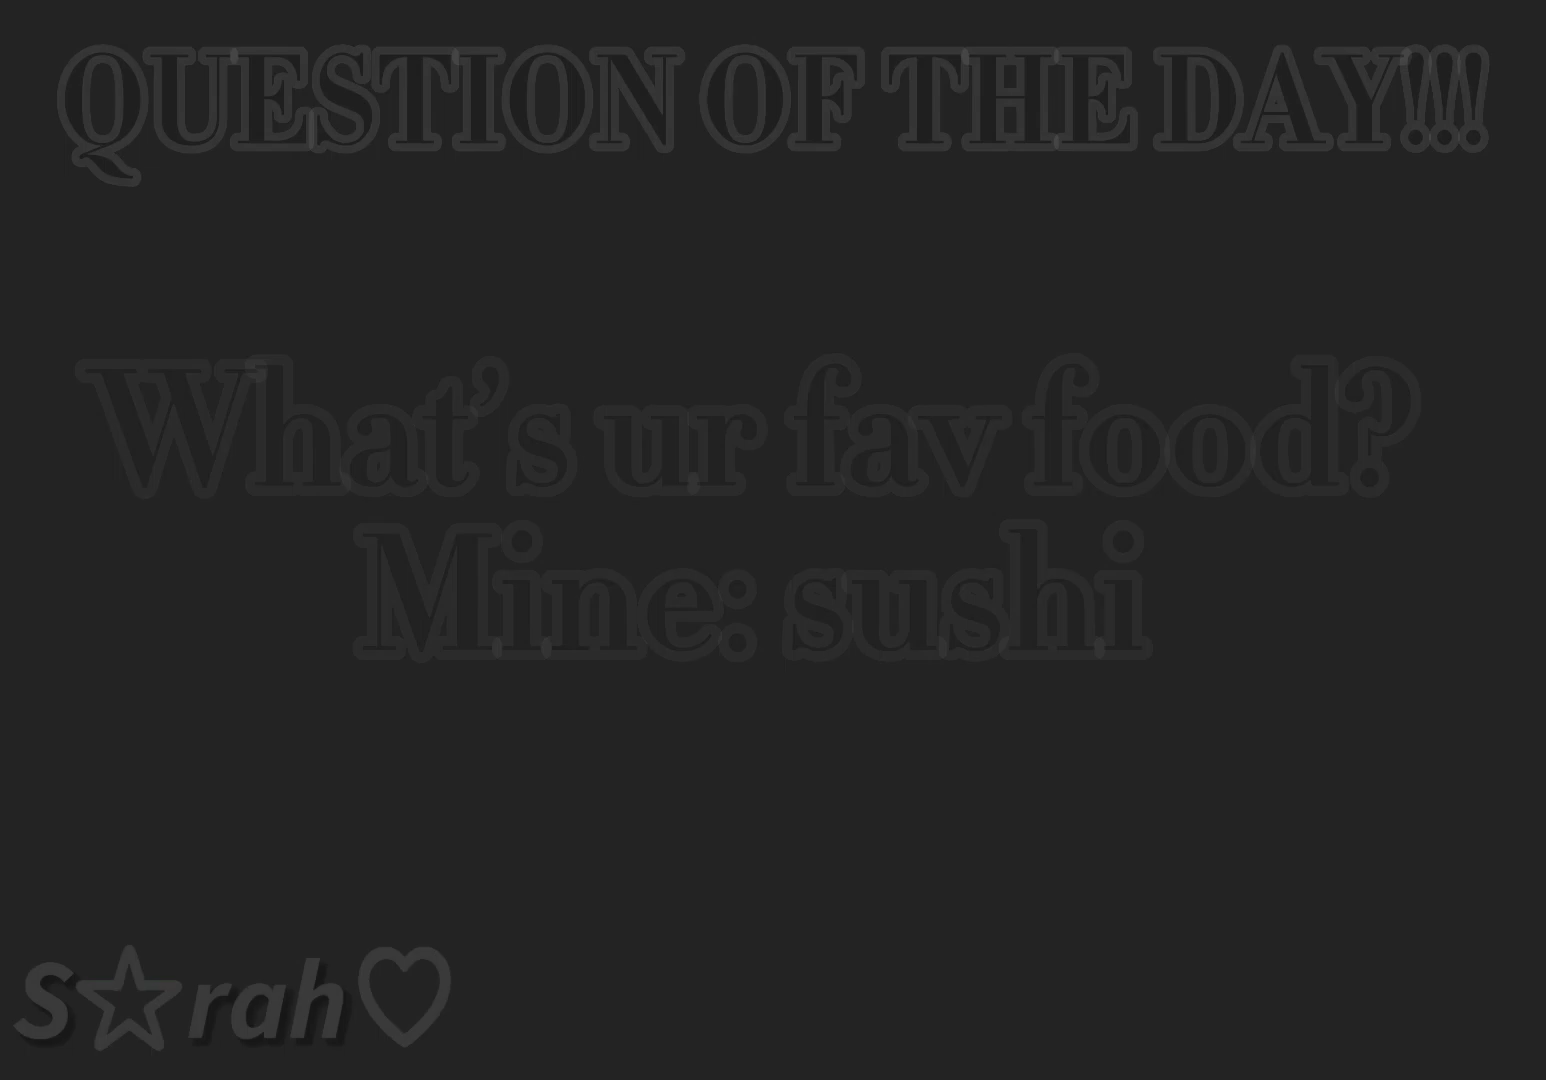 QUESTION OF THE DAY!!!
What’s ur fav food?
Mine: sushi
S☆rah♡